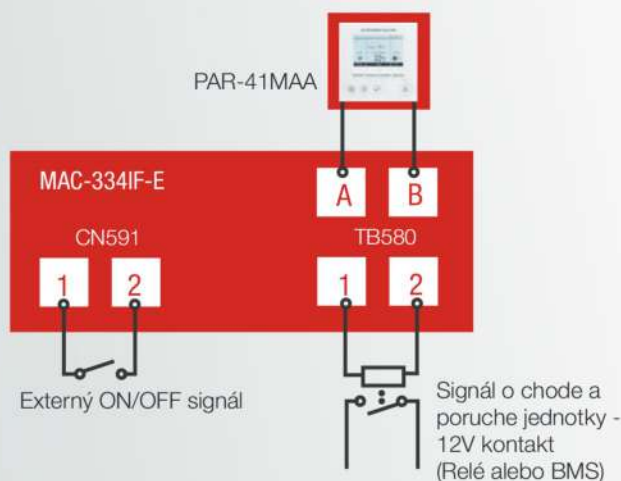 PAR-41MAA
MAC-334IF-E
A B
CN591
TB580
1 2
1 2
Externý ON/OFF signál
Signál o chode a
poruche jednotky -
12V kontakt
(Relé alebo BMS)